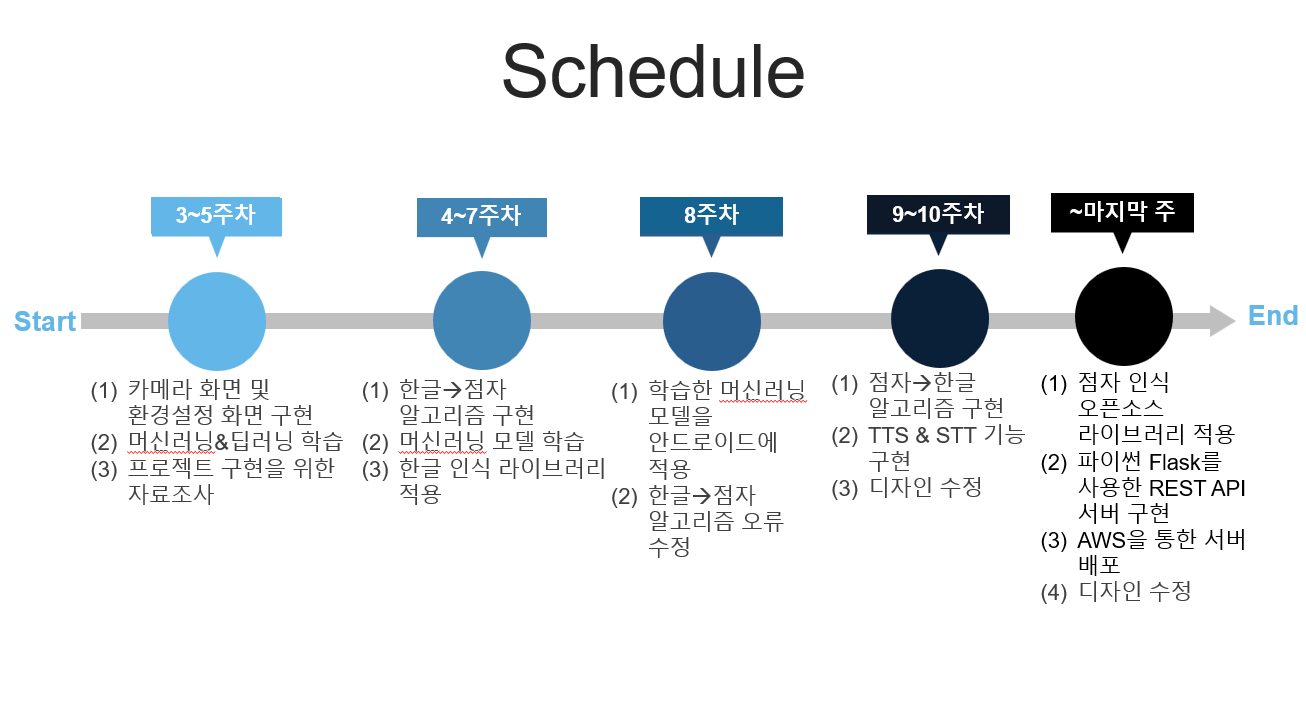 Schedule
3~5주차
4~7주차
8주차
9~10주차
~마지막 주
Start
End
(1) 카메라 화면 및
환경설정 화면 구현
(2) 머신러닝&딥러닝 학습
(3) 프로젝트 구현을 위한
자료조사
(1) 한글→점자
알고리즘 구현
(2) 머신러닝 모델 학습
(3) 한글 인식 라이브러리
적용
(1) 학습한 머신러닝
모델을
안드로이드에
적용
(2) 한글→점자
알고리즘 오류
수정
(1) 점자→한글
알고리즘 구현
(2) TTS & STT 기능
구현
(3) 디자인 수정
(1) 점자 인식
오픈소스
라이브러리 적용
(2) 파이썬 Flask를
사용한 REST API
서버 구현
(3) AWS을 통한 서버
배포
(4) 디자인 수정